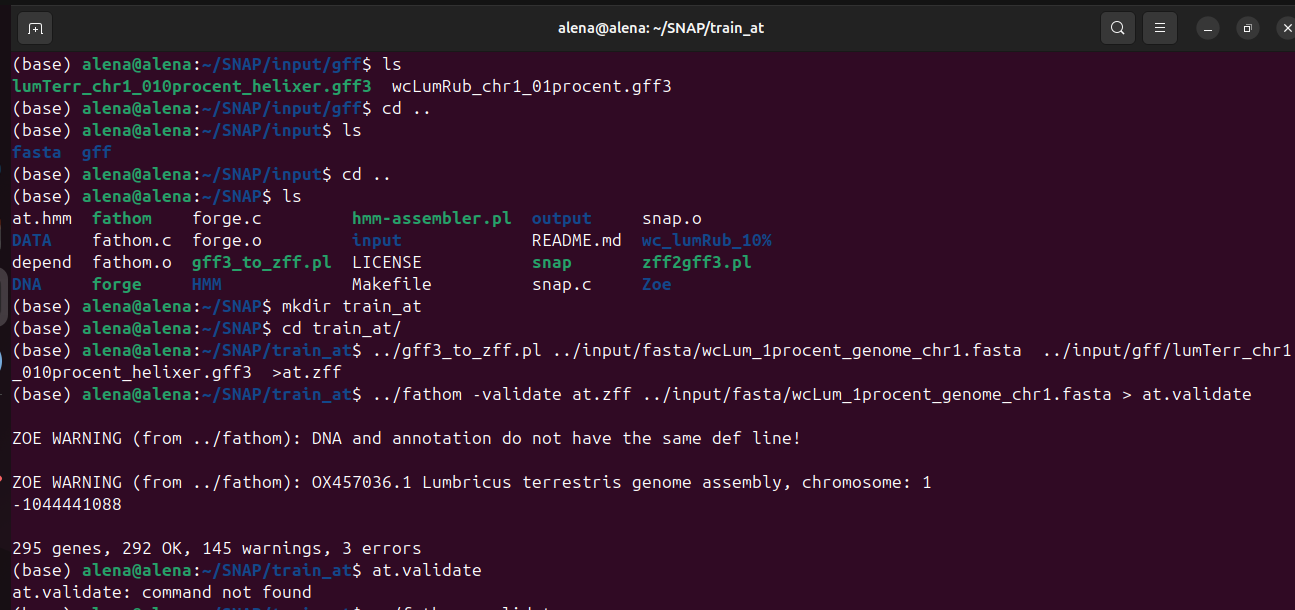 alena@alena: ~/SNAP/train_at
(base) alena@alena:~/SNAP/input/gff$ ls
lumTerr_chr1_010procent_helixer.gff3  wcLumRub_chr1_01procent.gff3
(base) alena@alena:~/SNAP/input/gff$ cd ..
(base) alena@alena:~/SNAP/input$ ls
fasta  gff
(base) alena@alena:~/SNAP/input$ cd ..
(base) alena@alena:~/SNAP$ ls
at.hmm  fathom    forge.c         hmm-assembler.pl  output     snap.o
DATA    fathom.c  forge.o         input             README.md  wc_lumRub_10%
depend  fathom.o  gff3_to_zff.pl  LICENSE           snap       zff2gff3.pl
DNA     forge     HMM             Makefile          snap.c     Zoe
(base) alena@alena:~/SNAP$ mkdir train_at
(base) alena@alena:~/SNAP$ cd train_at/
(base) alena@alena:~/SNAP/train_at$ ../gff3_to_zff.pl ../input/fasta/wcLum_1procent_genome_chr1.fasta  ../input/gff/lumTerr_chr1
_010procent_helixer.gff3  >at.zff
(base) alena@alena:~/SNAP/train_at$ ../fathom -validate at.zff ../input/fasta/wcLum_1procent_genome_chr1.fasta > at.validate
ZOE WARNING (from ../fathom): DNA and annotation do not have the same def line!
ZOE WARNING (from ../fathom): OX457036.1 Lumbricus terrestris genome assembly, chromosome: 1
-1044441088
295 genes, 292 OK, 145 warnings, 3 errors
(base) alena@alena:~/SNAP/train_at$ at.validate
at.validate: command not found